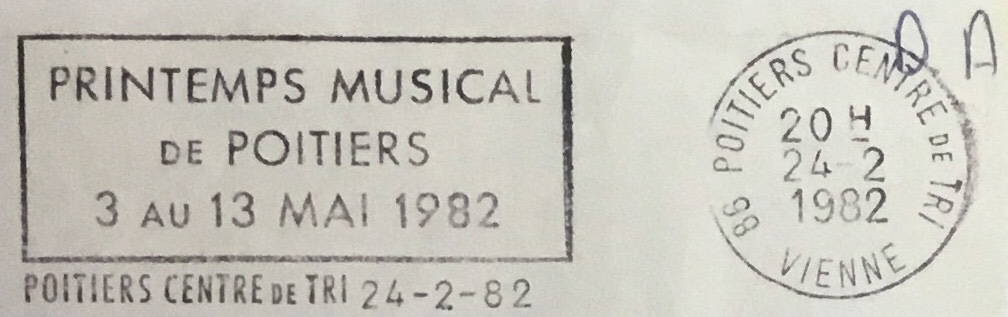 PRINTEMPS MUSICAL
DE POITIERS
3 AU 13 MAI 1982
POITIERS CENTRE DE TRI 24-2-82
86 POITIERS CENTRE DE TRI
20 H
24-2
1982
VIENNE